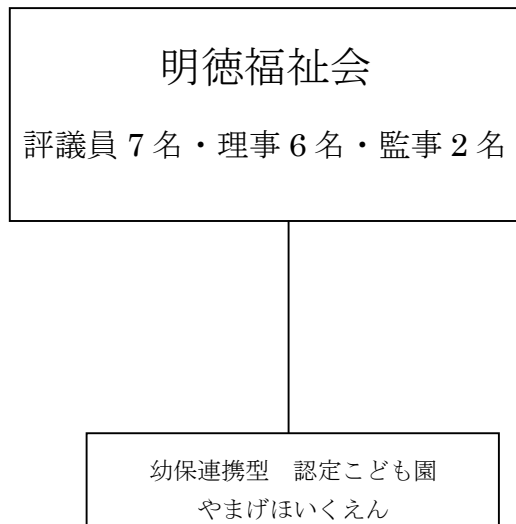 明徳福祉会
評議員 7 名・理事 6 名・監事 2 名
幼保連携型　認定こども園
やまげほいくえん